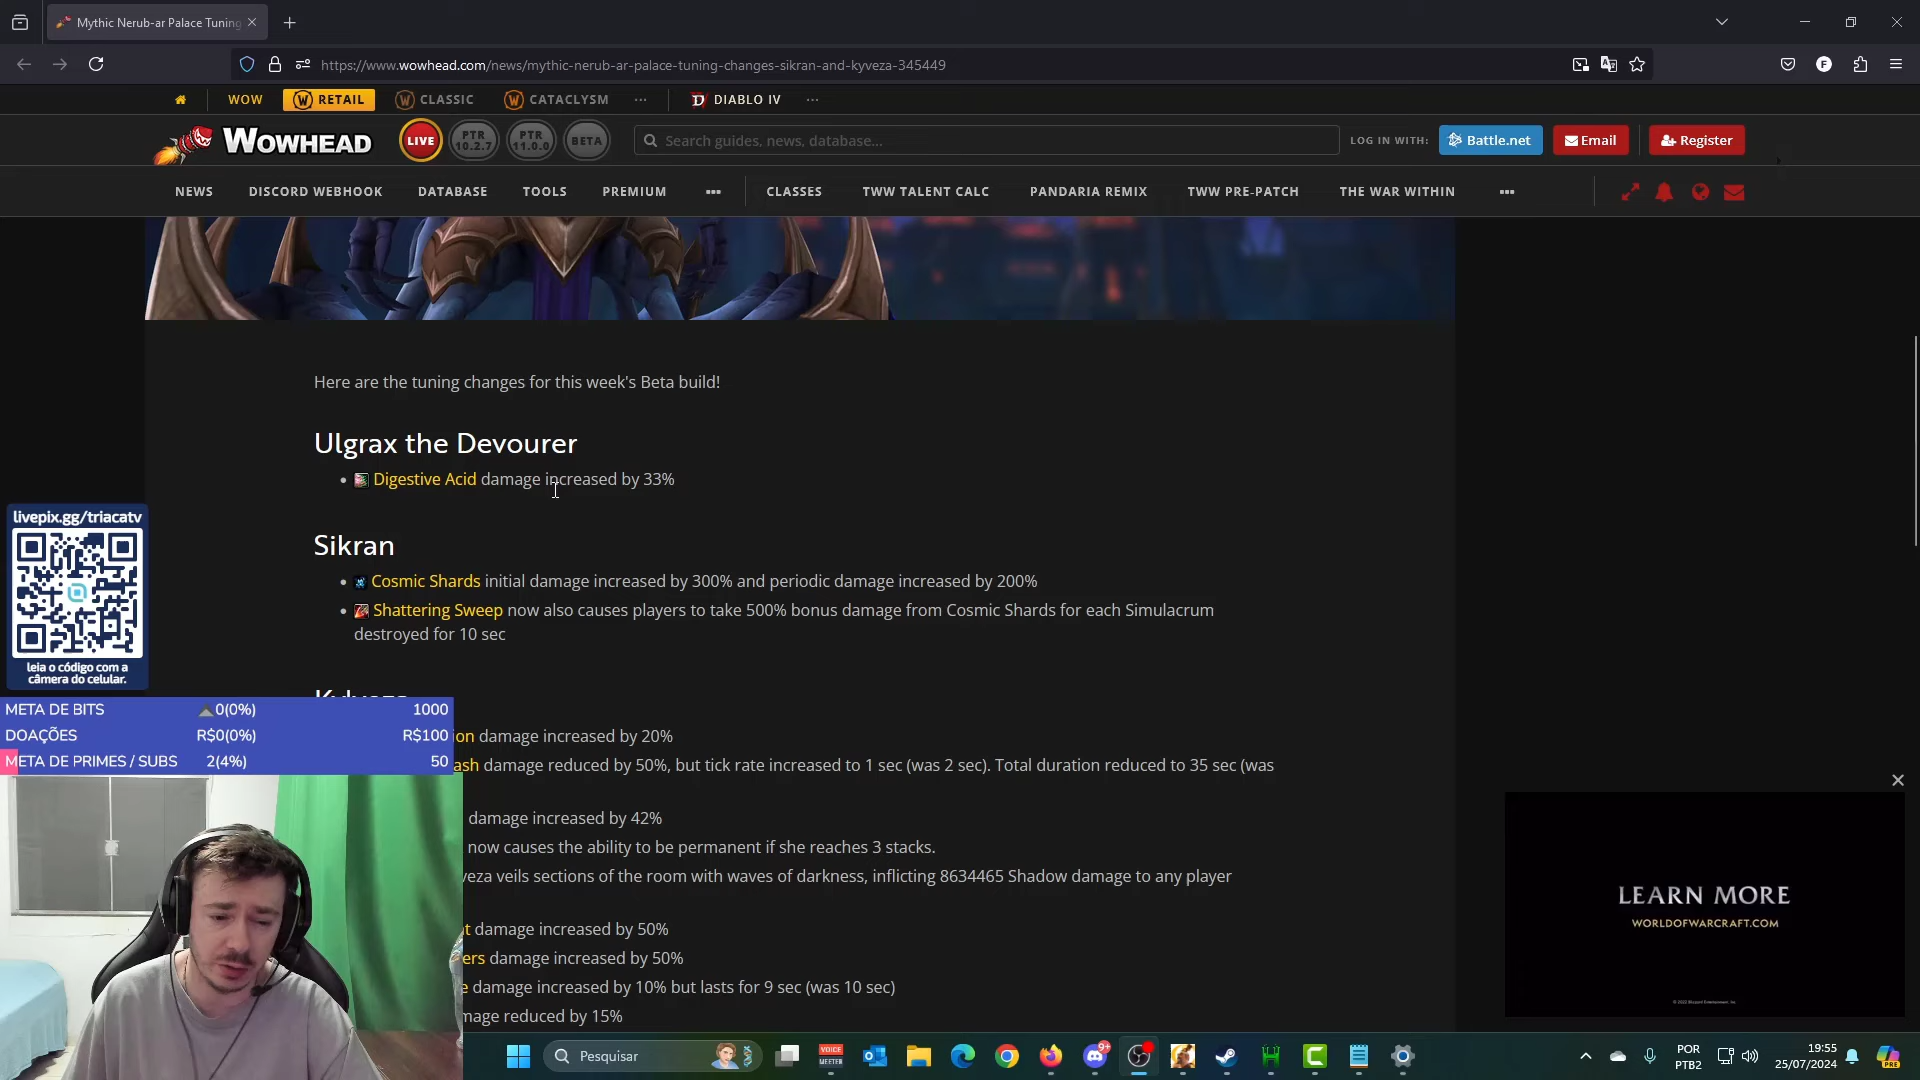 Mythic Nerub-ar Palace Tuning
https://www.wowhead.com/news/mythic-nerub-ar-palace-tuning-changes-sikran-and-kyveza-345449
WOW RETAIL CLASSIC CATACLYSM DIABLO IV
WOWHEAD LIVE PTR 10.2.7 PTR 11.0.0 BETA Search guides, news, database... LOG IN WITH: Battle.net Email Register
NEWS DISCORD WEBHOOK DATABASE TOOLS PREMIUM CLASSES TWW TALENT CALC PANDARIA REMIX TWW PRE-PATCH THE WAR WITHIN
Here are the tuning changes for this week's Beta build!
Ulgrax the Devourer
Digestive Acid damage increased by 33%
Sikran
Cosmic Shards initial damage increased by 300% and periodic damage increased by 200%
Shattering Sweep now also causes players to take 500% bonus damage from Cosmic Shards for each Simulacrum
destroyed for 10 sec
ion damage increased by 20%
ash damage reduced by 50%, but tick rate increased to 1 sec (was 2 sec). Total duration reduced to 35 sec (was
damage increased by 42%
now causes the ability to be permanent if she reaches 3 stacks.
veza veils sections of the room with waves of darkness, inflicting 8634465 Shadow damage to any player
t damage increased by 50%
ers damage increased by 50%
e damage increased by 10% but lasts for 9 sec (was 10 sec)
mage reduced by 15%
livepix.gg/triacatv
leia o código com a
câmera do celular.
META DE BITS 0(0%) 1000
DOAÇÕES R$0(0%) R$100
META DE PRIMES / SUBS 2(4%) 50
LEARN MORE
WORLDOFWARCRAFT.COM
Pesquisar
VOICE MEETER
9+
POR
PTB2
19:55
25/07/2024
PRE